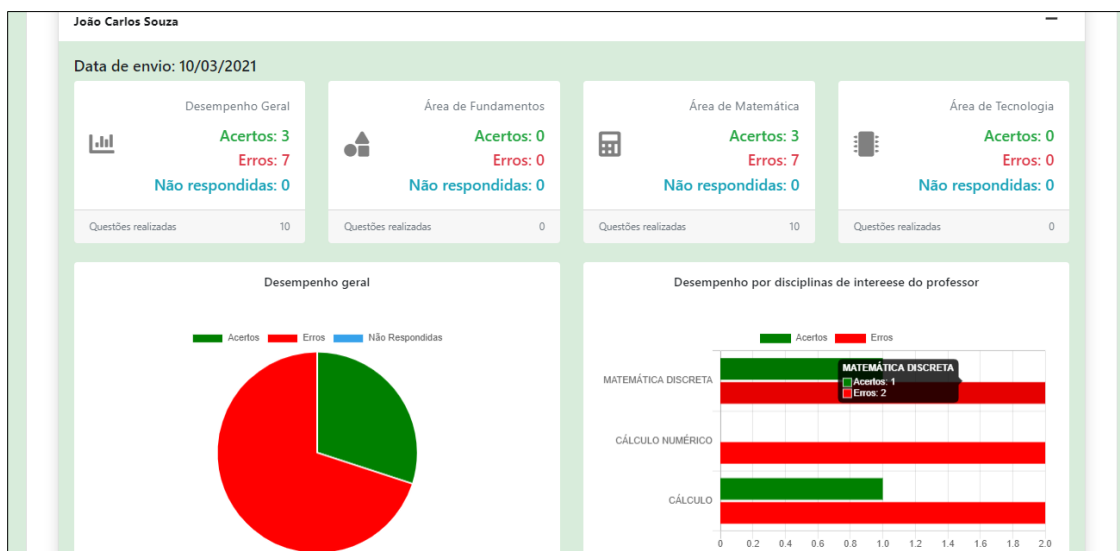 João Carlos Souza
Data de envio: 10/03/2021
Desempenho Geral
Acertos: 3
Erros: 7
Não respondidas: 0
Questões realizadas 10
Área de Fundamentos
Acertos: 0
Erros: 0
Não respondidas: 0
Questões realizadas 0
Área de Matemática
Acertos: 3
Erros: 7
Não respondidas: 0
Questões realizadas 10
Área de Tecnologia
Acertos: 0
Erros: 0
Não respondidas: 0
Questões realizadas 0
Desempenho geral
Acertos Erros Não Respondidas
Desempenho por disciplinas de intereese do professor
Acertos Erros
MATEMÁTICA DISCRETA
MATEMÁTICA DISCRETA
Acertos: 1
Erros: 2
CÁLCULO NUMÉRICO
CÁLCULO
0 0.2 0.4 0.6 0.8 1.0 1.2 1.4 1.6 1.8 2.0